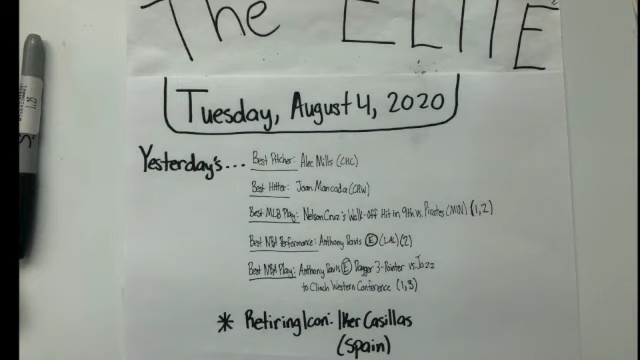 The ELITE
Tuesday, August 4, 2020
Yesterday's...
Best Pitcher: Alec Mills (CHC)
Best Hitter: Joan Moncada (CHW)
Best MLB Play: Nelson Cruz's Walk-Off Hit in 9th vs. Pirates (MIN) (1,2)
Best NBA Performance: Anthony Davis E (LAL) (2)
Best NBA Play: Anthony Davis E Dagger 3-Pointer vs. Jazz
to Clinch Western Conference (1,3)
* Retiring Icon: Iker Casillas
(Spain)